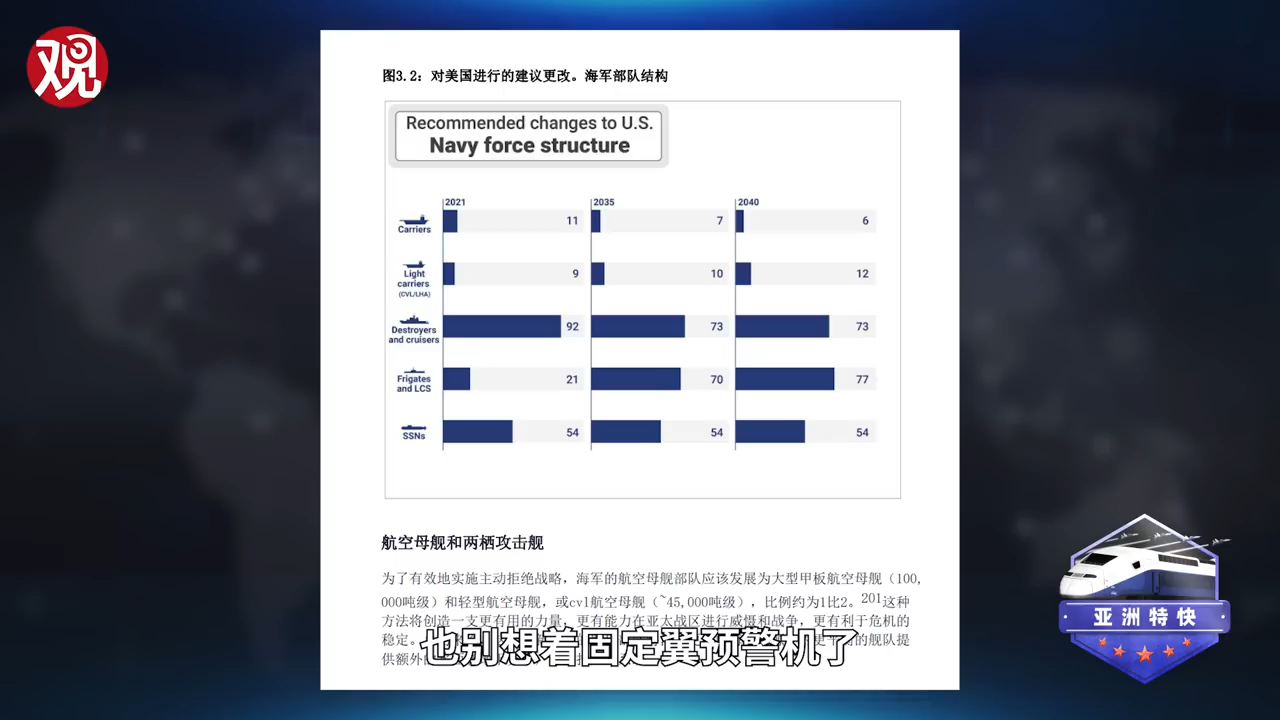 观
图3.2：对美国进行的建议更改。海军部队结构
Recommended changes to U.S.
Navy force structure
2021 2035 2040
Carriers 11 7 6
Light
carriers
(CVL/LHA) 9 10 12
Destroyers
and cruisers 92 73 73
Frigates
and LCS 21 70 77
SSNs 54 54 54
航空母舰和两栖攻击舰
为了有效地实施主动拒绝战略，海军的航空母舰部队应该发展为大型甲板航空母舰（100,
000吨级）和轻型航空母舰，或cvl航空母舰（~45,000吨级），比例约为1比2。201这种
方法将创造一支更有用的力量，更有能力在亚太战区进行威慑和战争，更有利于危机的
稳定。 的舰队提
供额外
也别想着固定翼预警机了
亚洲特快